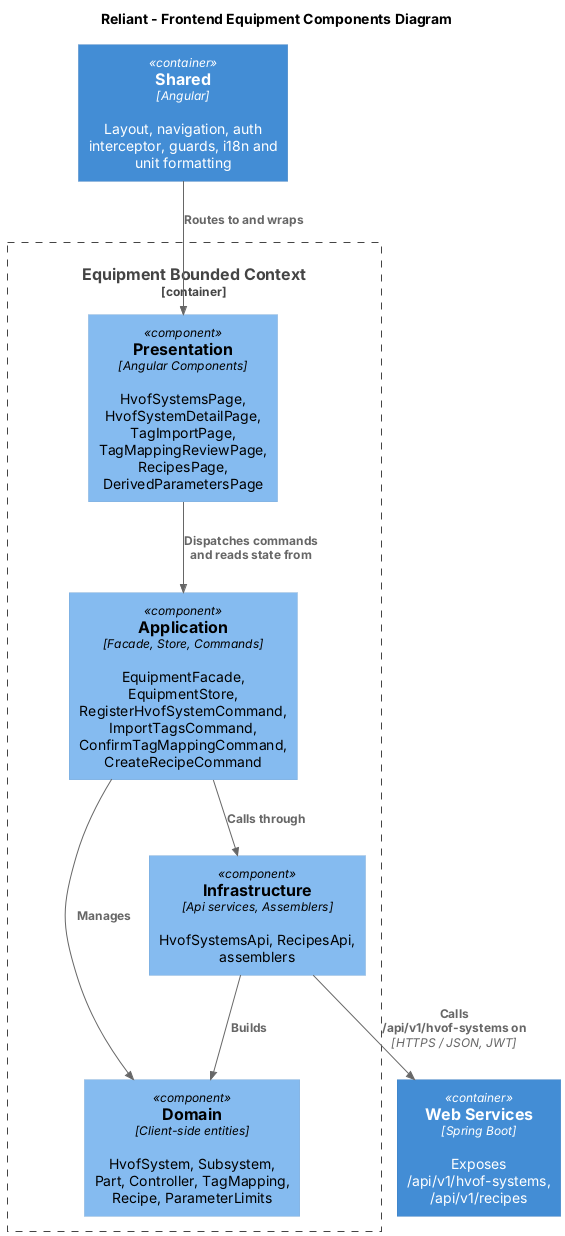 Reliant - Frontend Equipment Components Diagram
«container»
Shared
[Angular]
Layout, navigation, auth
interceptor, guards, i18n and
unit formatting
Routes to and wraps
Equipment Bounded Context
[container]
«component»
Presentation
[Angular Components]
HvofSystemsPage,
HvofSystemDetailPage,
TagImportPage,
TagMappingReviewPage,
RecipesPage,
DerivedParametersPage
Dispatches commands
and reads state from
«component»
Application
[Facade, Store, Commands]
EquipmentFacade,
EquipmentStore,
RegisterHvofSystemCommand,
ImportTagsCommand,
ConfirmTagMappingCommand,
CreateRecipeCommand
Calls through
«component»
Infrastructure
[Api services, Assemblers]
HvofSystemsApi, RecipesApi,
assemblers
Manages
Builds
Calls
/api/v1/hvof-systems on
[HTTPS / JSON, JWT]
«component»
Domain
[Client-side entities]
HvofSystem, Subsystem,
Part, Controller, TagMapping,
Recipe, ParameterLimits
«container»
Web Services
[Spring Boot]
Exposes
/api/v1/hvof-systems,
/api/v1/recipes